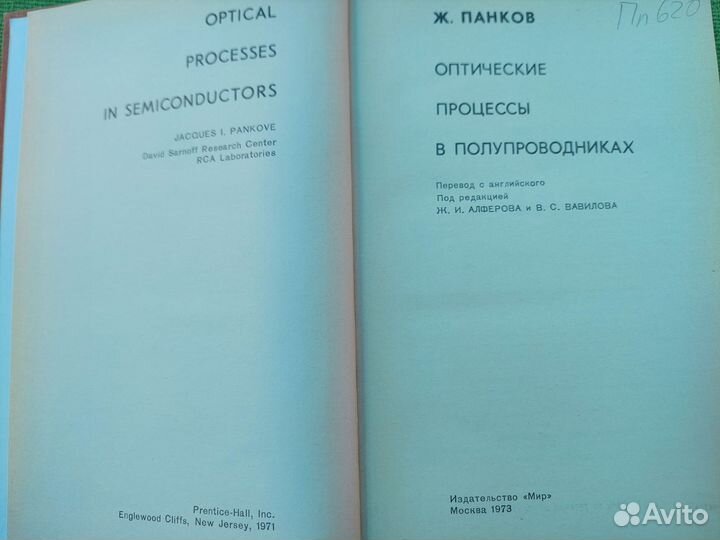 OPTICAL
PROCESSES
IN SEMICONDUCTORS
JACQUES I. PANKOVE
David Sarnoff Research Center
RCA Laboratories
Prentice-Hall, Inc.
Englewood Cliffs, New Jersey, 1971
Пп 620
Ж. ПАНКОВ
ОПТИЧЕСКИЕ
ПРОЦЕССЫ
В ПОЛУПРОВОДНИКАХ
Перевод с английского
Под редакцией
Ж. И. АЛФЕРОВА и В. С. ВАВИЛОВА
Издательство «Мир»
Москва 1973
Avito